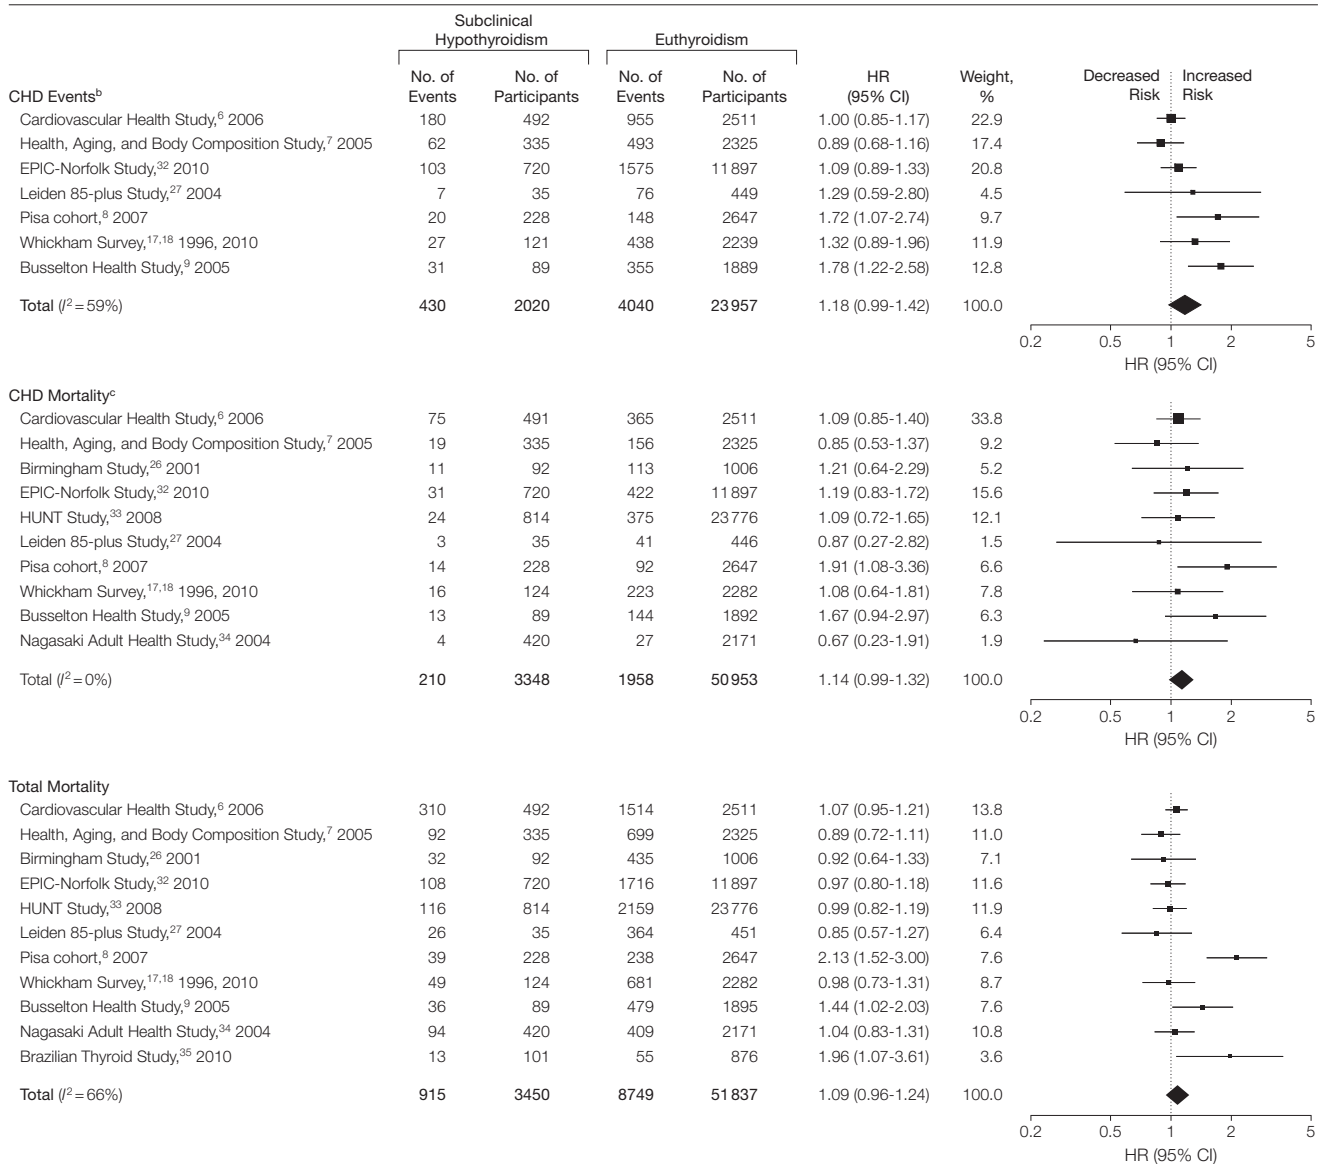 Subclinical
Hypothyroidism Euthyroidism
No. of No. of No. of No. of HR Weight, Decreased Increased
CHD Eventsᵇ Events Participants Events Participants (95% CI) % Risk Risk
Cardiovascular Health Study,⁶ 2006 180 492 955 2511 1.00 (0.85-1.17) 22.9
Health, Aging, and Body Composition Study,⁷ 2005 62 335 493 2325 0.89 (0.68-1.16) 17.4
EPIC-Norfolk Study,³² 2010 103 720 1575 11 897 1.09 (0.89-1.33) 20.8
Leiden 85-plus Study,²⁷ 2004 7 35 76 449 1.29 (0.59-2.80) 4.5
Pisa cohort,⁸ 2007 20 228 148 2647 1.72 (1.07-2.74) 9.7
Whickham Survey,¹⁷,¹⁸ 1996, 2010 27 121 438 2239 1.32 (0.89-1.96) 11.9
Busselton Health Study,⁹ 2005 31 89 355 1889 1.78 (1.22-2.58) 12.8
Total (I² = 59%) 430 2020 4040 23 957 1.18 (0.99-1.42) 100.0
0.2 0.5 1 2 5
HR (95% CI)
CHD Mortalityᶜ
Cardiovascular Health Study,⁶ 2006 75 491 365 2511 1.09 (0.85-1.40) 33.8
Health, Aging, and Body Composition Study,⁷ 2005 19 335 156 2325 0.85 (0.53-1.37) 9.2
Birmingham Study,²⁶ 2001 11 92 113 1006 1.21 (0.64-2.29) 5.2
EPIC-Norfolk Study,³² 2010 31 720 422 11 897 1.19 (0.83-1.72) 15.6
HUNT Study,³³ 2008 24 814 375 23 776 1.09 (0.72-1.65) 12.1
Leiden 85-plus Study,²⁷ 2004 3 35 41 446 0.87 (0.27-2.82) 1.5
Pisa cohort,⁸ 2007 14 228 92 2647 1.91 (1.08-3.36) 6.6
Whickham Survey,¹⁷,¹⁸ 1996, 2010 16 124 223 2282 1.08 (0.64-1.81) 7.8
Busselton Health Study,⁹ 2005 13 89 144 1892 1.67 (0.94-2.97) 6.3
Nagasaki Adult Health Study,³⁴ 2004 4 420 27 2171 0.67 (0.23-1.91) 1.9
Total (I² = 0%) 210 3348 1958 50 953 1.14 (0.99-1.32) 100.0
0.2 0.5 1 2 5
HR (95% CI)
Total Mortality
Cardiovascular Health Study,⁶ 2006 310 492 1514 2511 1.07 (0.95-1.21) 13.8
Health, Aging, and Body Composition Study,⁷ 2005 92 335 699 2325 0.89 (0.72-1.11) 11.0
Birmingham Study,²⁶ 2001 32 92 435 1006 0.92 (0.64-1.33) 7.1
EPIC-Norfolk Study,³² 2010 108 720 1716 11 897 0.97 (0.80-1.18) 11.6
HUNT Study,³³ 2008 116 814 2159 23 776 0.99 (0.82-1.19) 11.9
Leiden 85-plus Study,²⁷ 2004 26 35 364 451 0.85 (0.57-1.27) 6.4
Pisa cohort,⁸ 2007 39 228 238 2647 2.13 (1.52-3.00) 7.6
Whickham Survey,¹⁷,¹⁸ 1996, 2010 49 124 681 2282 0.98 (0.73-1.31) 8.7
Busselton Health Study,⁹ 2005 36 89 479 1895 1.44 (1.02-2.03) 7.6
Nagasaki Adult Health Study,³⁴ 2004 94 420 409 2171 1.04 (0.83-1.31) 10.8
Brazilian Thyroid Study,³⁵ 2010 13 101 55 876 1.96 (1.07-3.61) 3.6
Total (I² = 66%) 915 3450 8749 51 837 1.09 (0.96-1.24) 100.0
0.2 0.5 1 2 5
HR (95% CI)